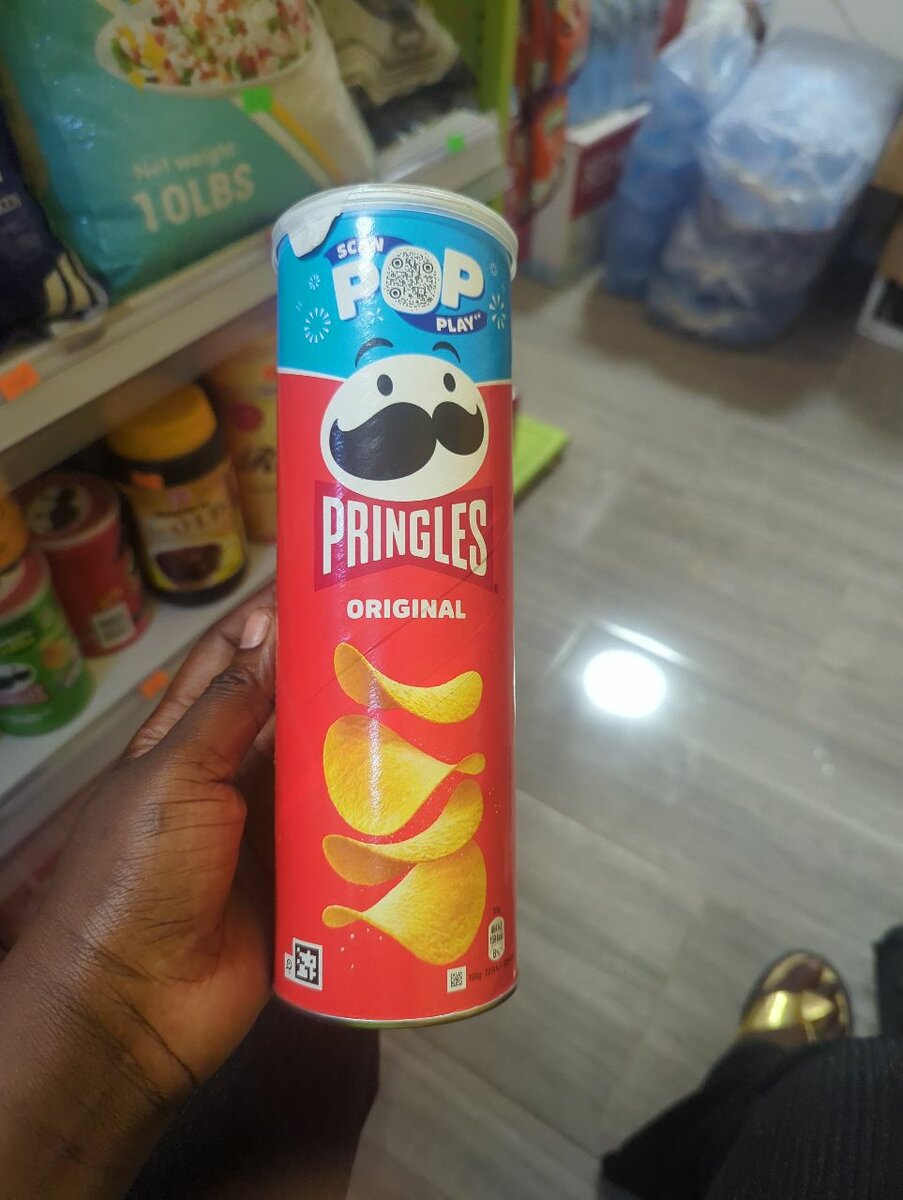 Net weight
10LBS
SCAN
POP
PLAY
PRINGLES
®
ORIGINAL